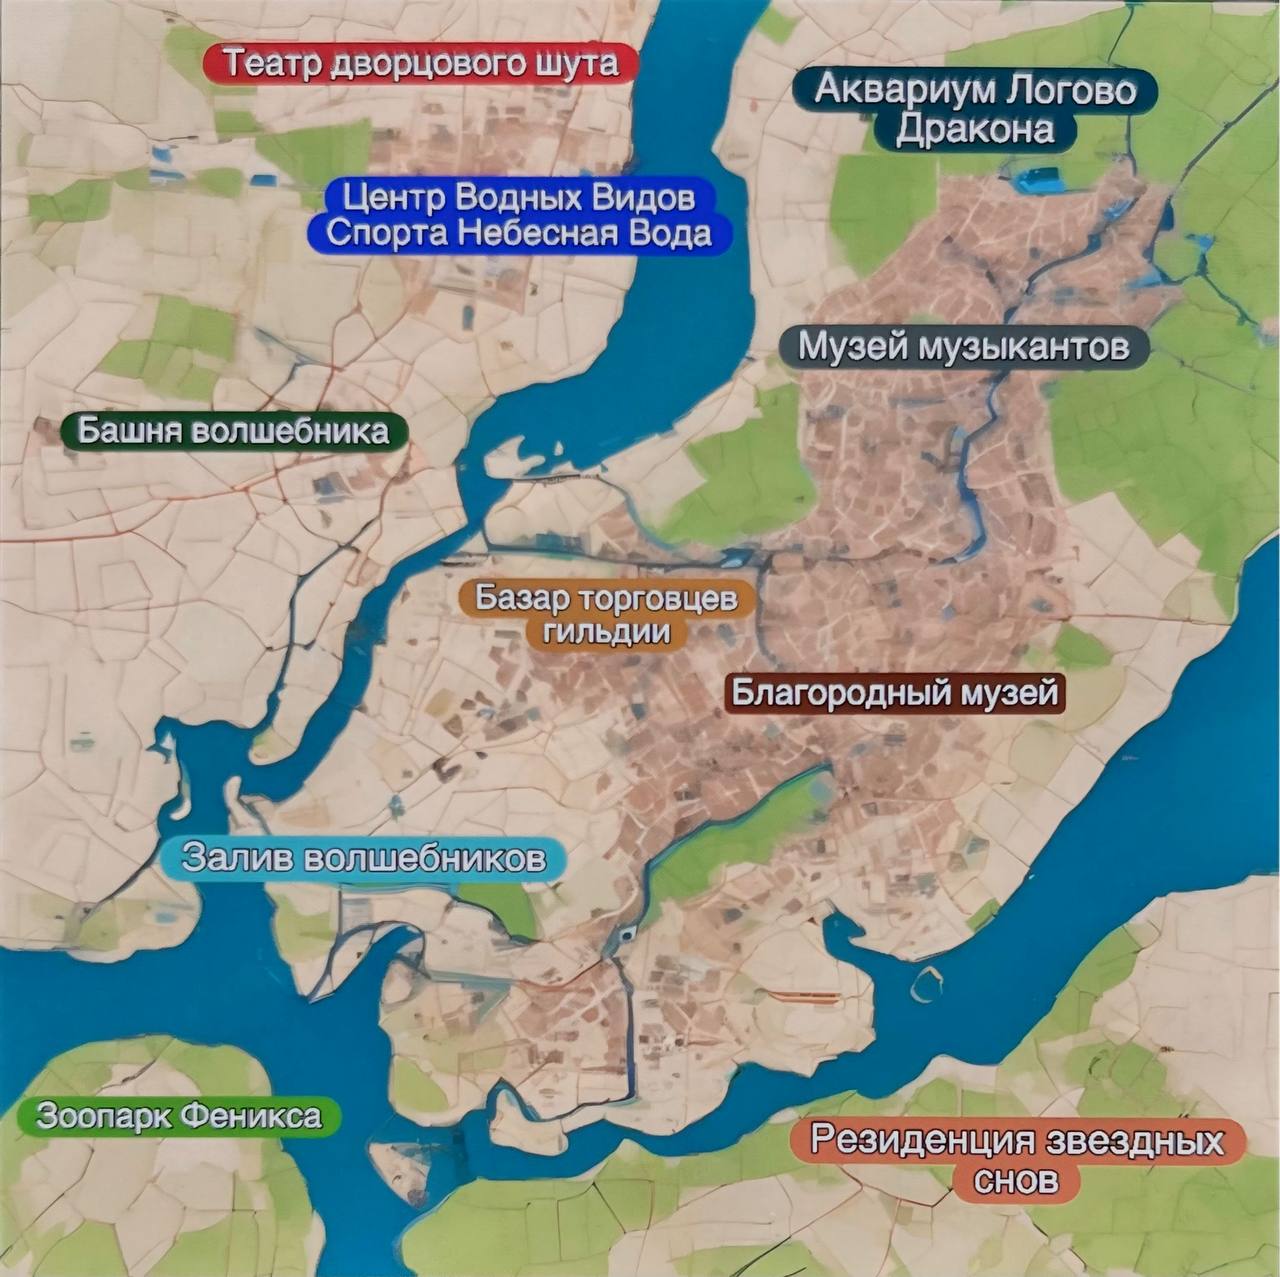 Театр дворцового шута
Аквариум Логово
Дракона
Центр Водных Видов
Спорта Небесная Вода
Музей музыкантов
Башня волшебника
Базар торговцев
гильдии
Благородный музей
Залив волшебников
Зоопарк Феникса
Резиденция звездных
снов